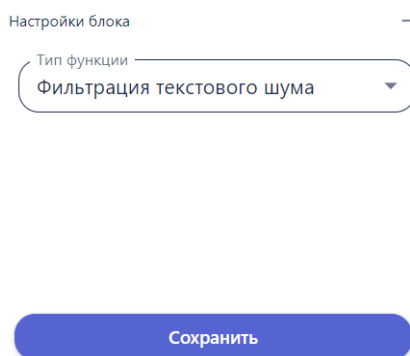 Настройки блока
Тип функции
Фильтрация текстового шума
Сохранить